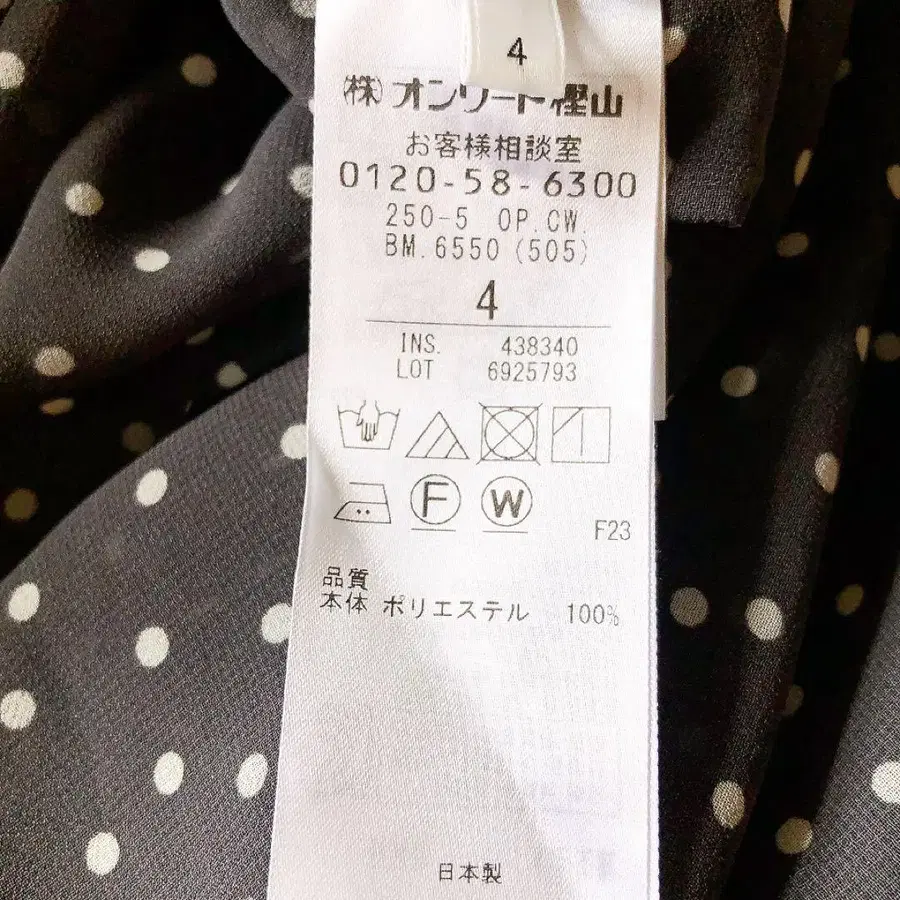 4
(株)オンワード樫山
お客様相談室
0120-58-6300
250-5 OP.CW.
BM.6550(505)
4
INS. 438340
LOT 6925793
F W
F23
品質
本体 ポリエステル 100%
日本製